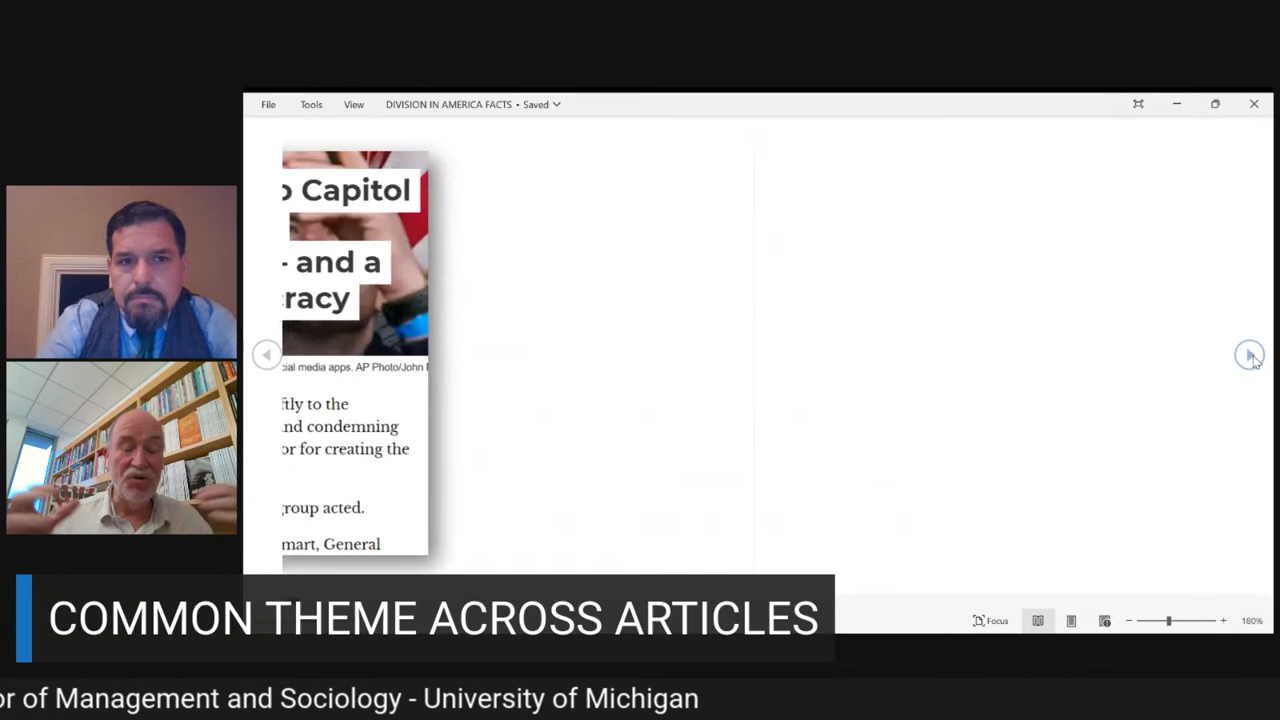 File Tools View DIVISION IN AMERICA FACTS • Saved
Capitol
- and a
racy
cial media apps. AP Photo/John
ftly to the
and condemning
or for creating the
group acted.
mart, General
COMMON THEME ACROSS ARTICLES
Focus 180%
or of Management and Sociology - University of Michigan